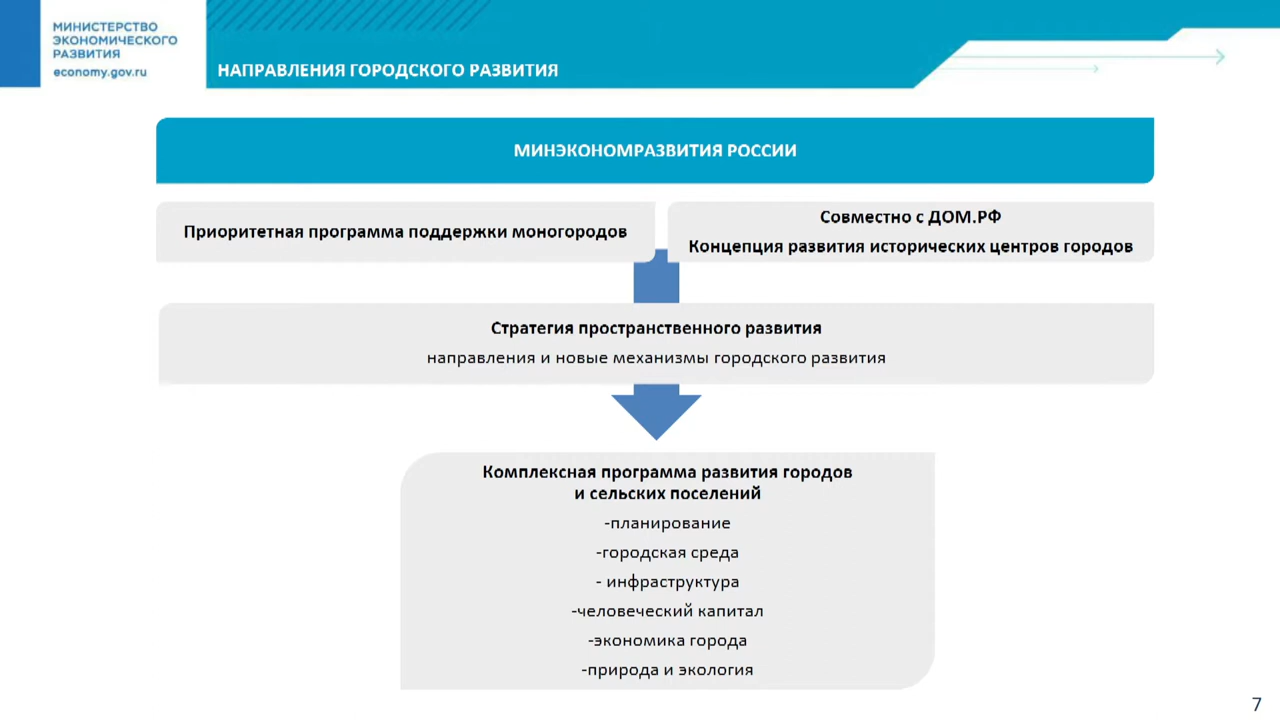 МИНИСТЕРСТВО
ЭКОНОМИЧЕСКОГО
РАЗВИТИЯ
economy.gov.ru
НАПРАВЛЕНИЯ ГОРОДСКОГО РАЗВИТИЯ
МИНЭКОНОМРАЗВИТИЯ РОССИИ
Приоритетная программа поддержки моногородов
Совместно с ДОМ.РФ
Концепция развития исторических центров городов
Стратегия пространственного развития
направления и новые механизмы городского развития
Комплексная программа развития городов
и сельских поселений
-планирование
-городская среда
- инфраструктура
-человеческий капитал
-экономика города
-природа и экология
7